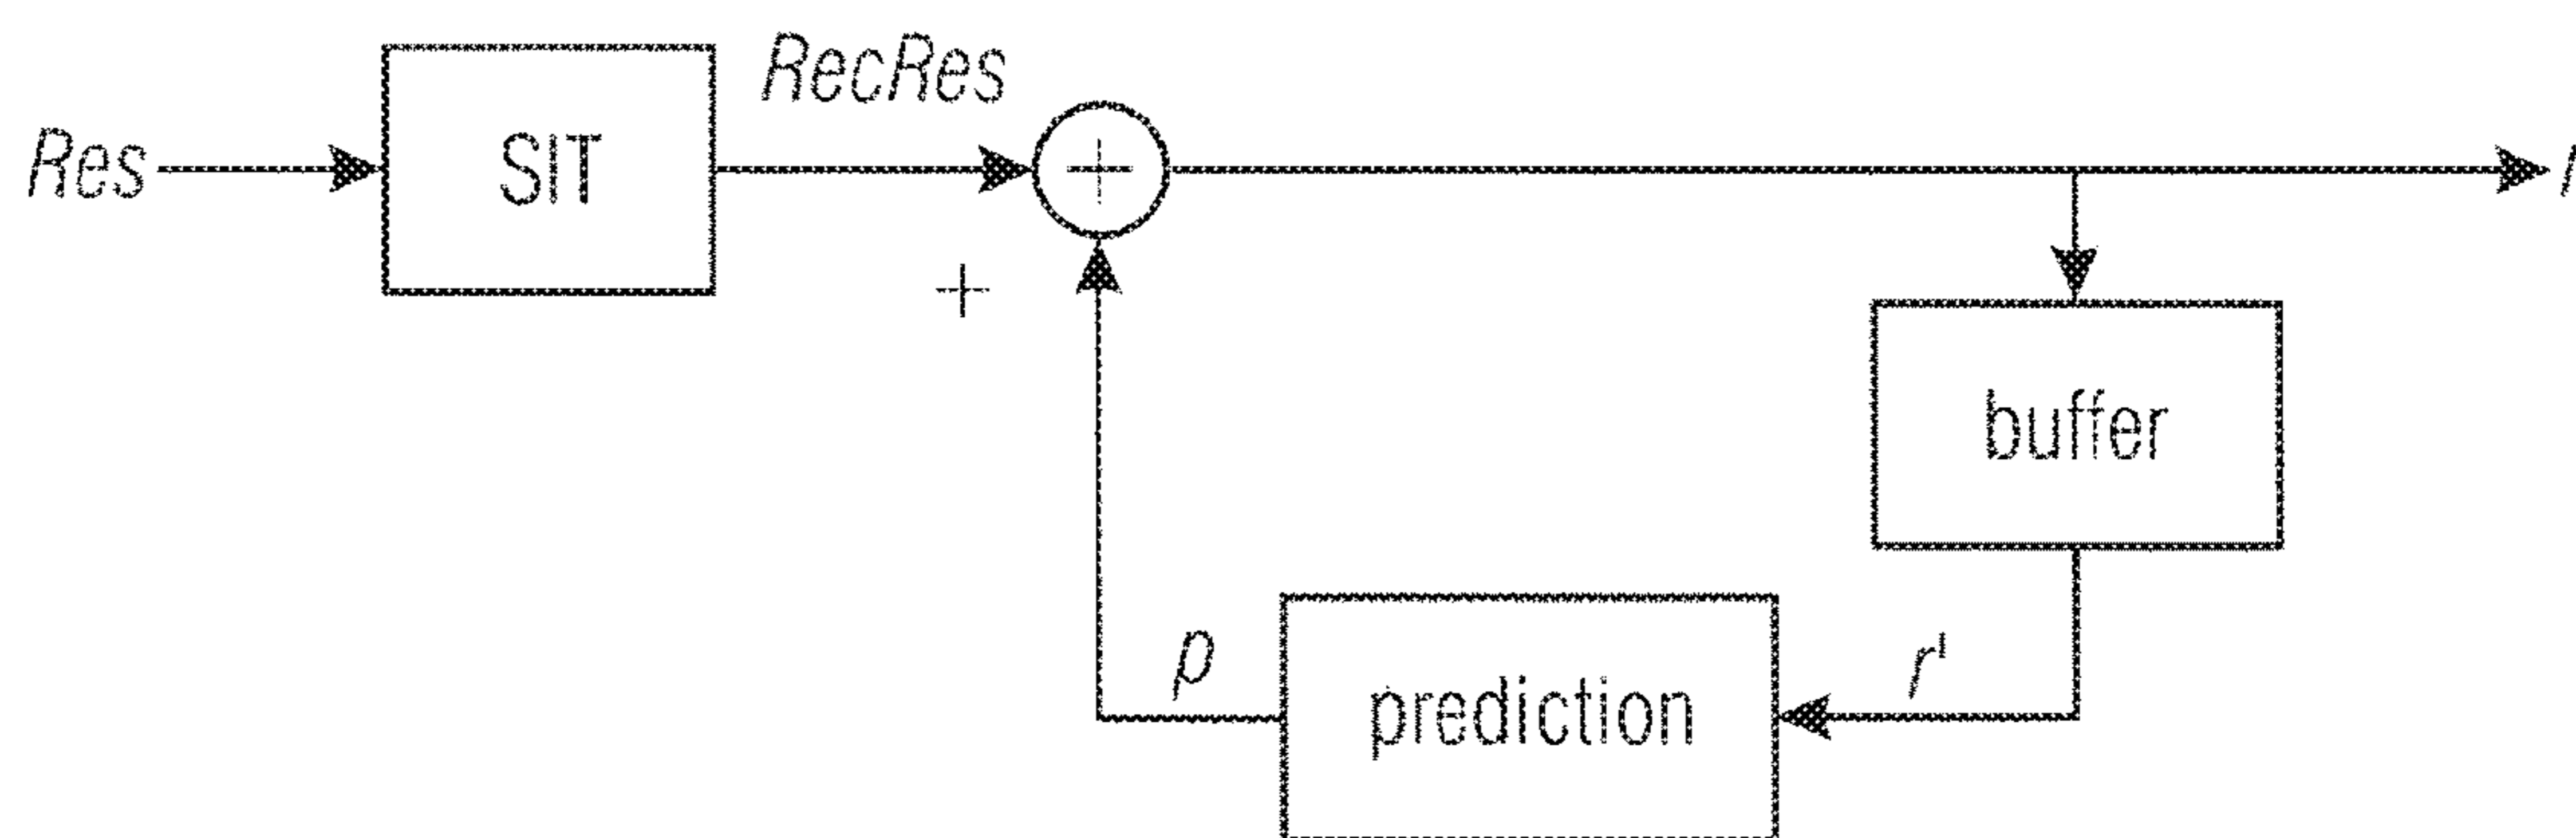 RecRes
Res
SIT
+
+
buffer
p
r'
prediction